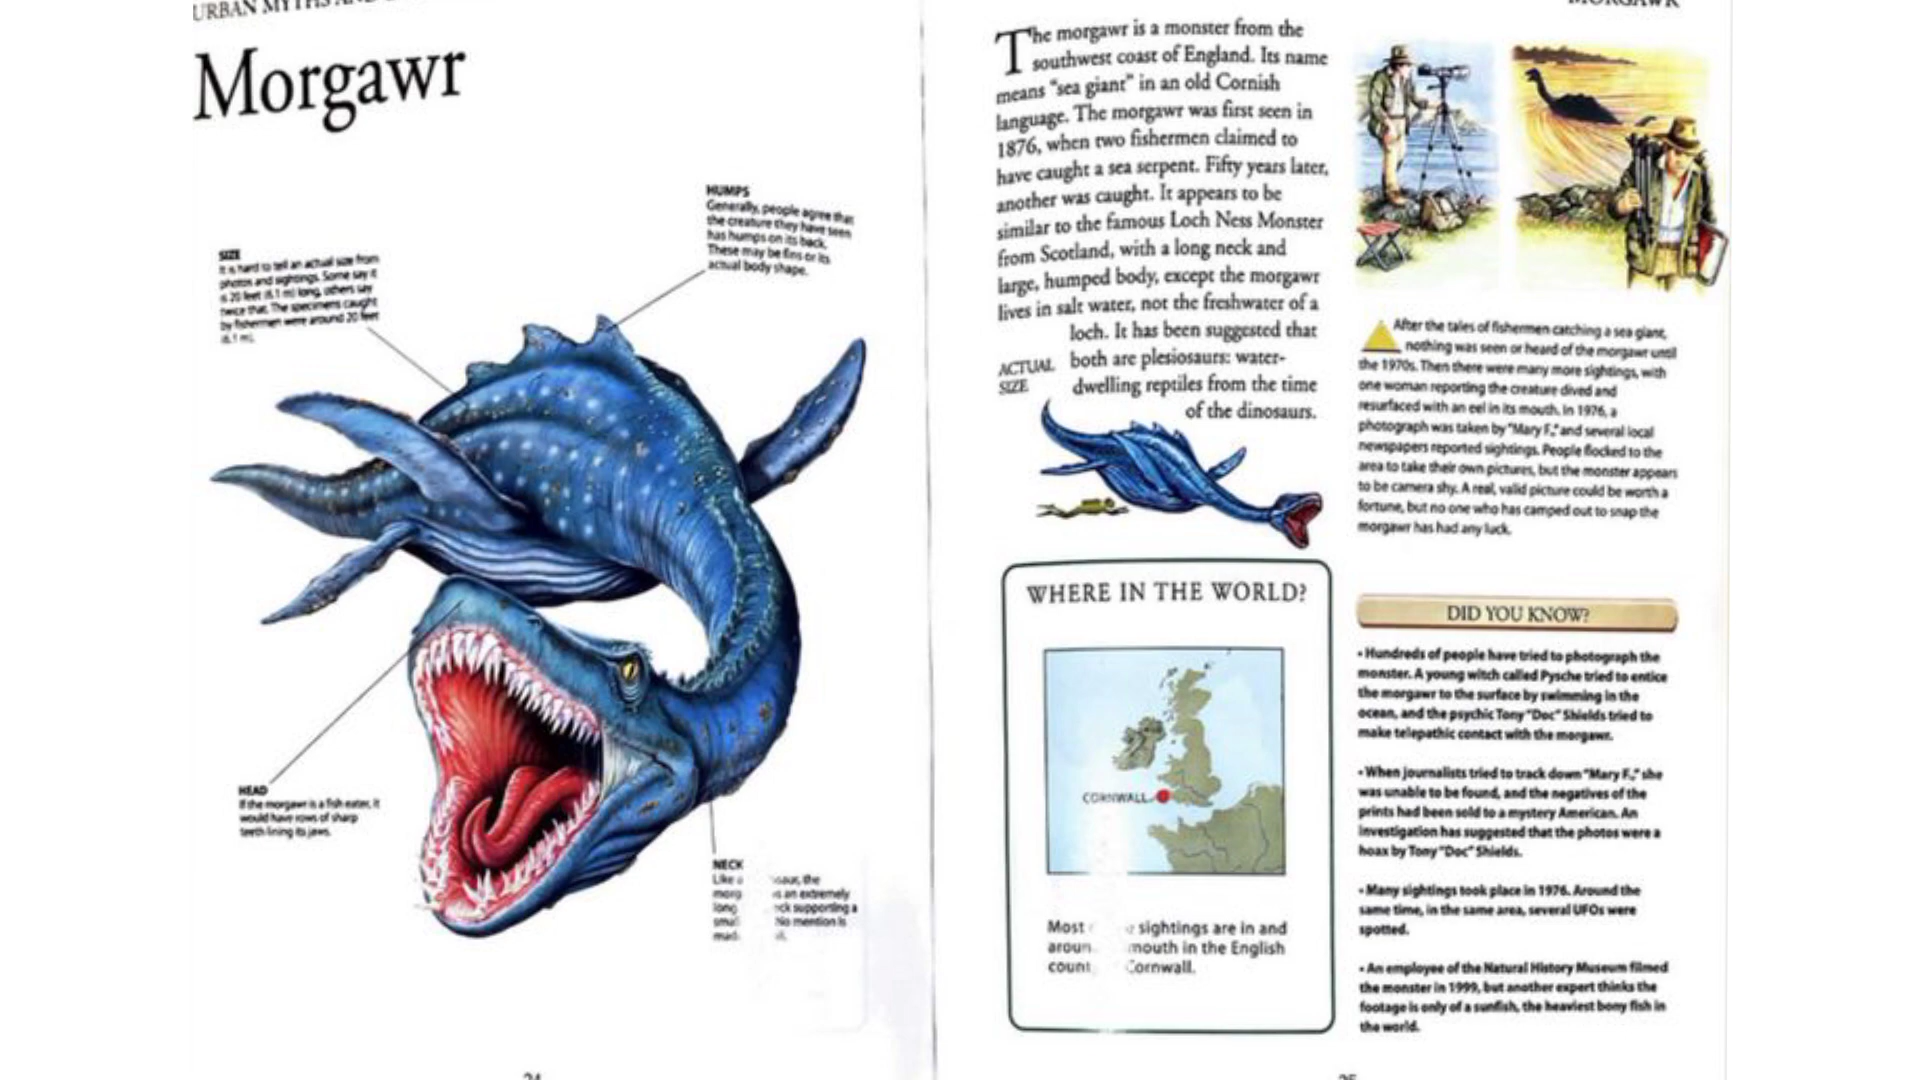 URBAN MYTHS AND
Morgawr
HUMPS
Generally, people agree that
the creature they have seen
has humps on its back.
These may be fins or its
actual body shape.
SIZE
It is hard to tell an actual size from
photos and sightings. Some say it
is 20 feet (6.1 m) long, others say
twice that. The specimens caught
by fishermen were around 20 feet
(6.1 m).
HEAD
If the morgawr is a fish eater, it
would have rows of sharp
teeth lining its jaws.
NECK
Like a the
an extremely
long supporting a
No mention is
24
MORGAWR
The morgawr is a monster from the
southwest coast of England. Its name
means "sea giant" in an old Cornish
language. The morgawr was first seen in
1876, when two fishermen claimed to
have caught a sea serpent. Fifty years later,
another was caught. It appears to be
similar to the famous Loch Ness Monster
from Scotland, with a long neck and
large, humped body, except the morgawr
lives in salt water, not the freshwater of a
loch. It has been suggested that
both are plesiosaurs: water-
dwelling reptiles from the time
of the dinosaurs.
ACTUAL
SIZE
WHERE IN THE WORLD?
CORNWALL
Most sightings are in and
aroun mouth in the English
count Cornwall.
After the tales of fishermen catching a sea giant,
nothing was seen or heard of the morgawr until
the 1970s. Then there were many more sightings, with
one woman reporting the creature dived and
resurfaced with an eel in its mouth. In 1976, a
photograph was taken by "Mary F.," and several local
newspapers reported sightings. People flocked to the
area to take their own pictures, but the monster appears
to be camera shy. A real, valid picture could be worth a
fortune, but no one who has camped out to snap the
morgawr has had any luck.
DID YOU KNOW?
• Hundreds of people have tried to photograph the
monster. A young witch called Pysche tried to entice
the morgawr to the surface by swimming in the
ocean, and the psychic Tony "Doc" Shields tried to
make telepathic contact with the morgawr.
• When journalists tried to track down "Mary F.," she
was unable to be found, and the negatives of the
prints had been sold to a mystery American. An
investigation has suggested that the photos were a
hoax by Tony "Doc" Shields.
• Many sightings took place in 1976. Around the
same time, in the same area, several UFOs were
spotted.
• An employee of the Natural History Museum filmed
the monster in 1999, but another expert thinks the
footage is only of a sunfish, the heaviest bony fish in
the world.
25